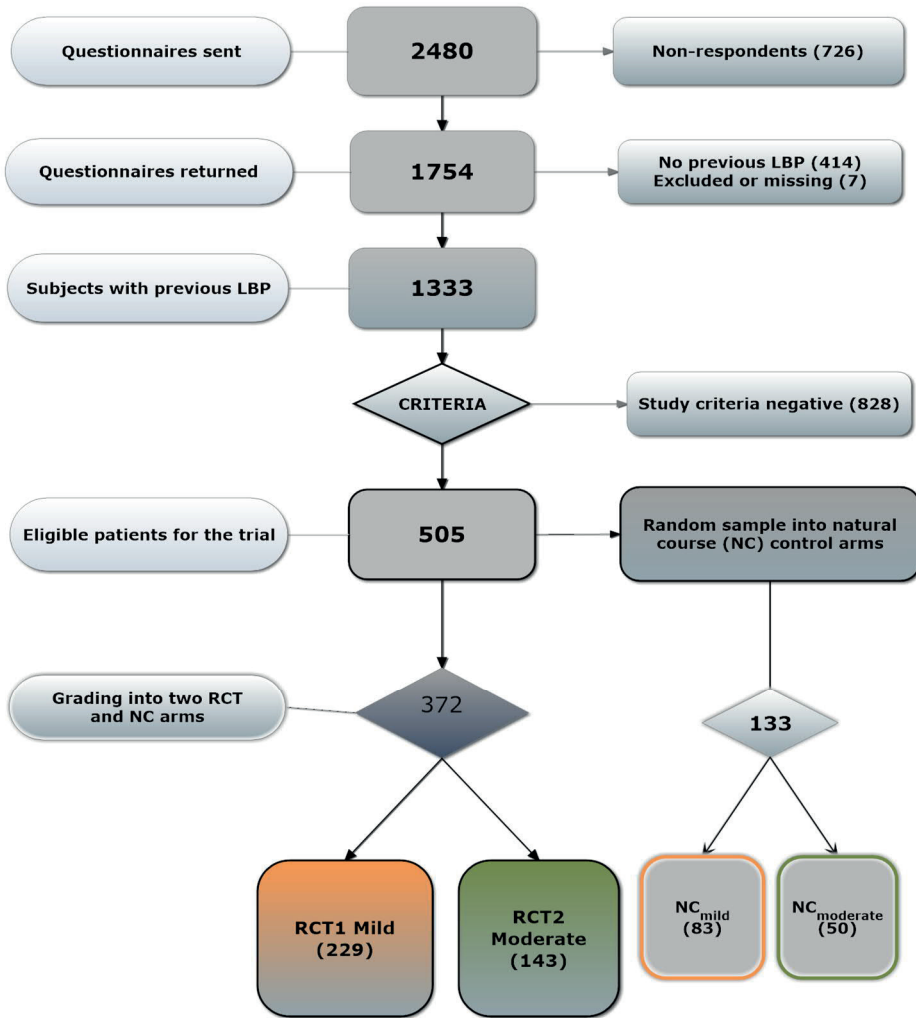 Questionnaires sent
2480
Non-respondents (726)
Questionnaires returned
1754
No previous LBP (414)
Excluded or missing (7)
Subjects with previous LBP
1333
CRITERIA
Study criteria negative (828)
Eligible patients for the trial
505
Random sample into natural
course (NC) control arms
Grading into two RCT
and NC arms
372
133
RCT1 Mild
(229)
RCT2
Moderate
(143)
NCmild
(83)
NCmoderate
(50)